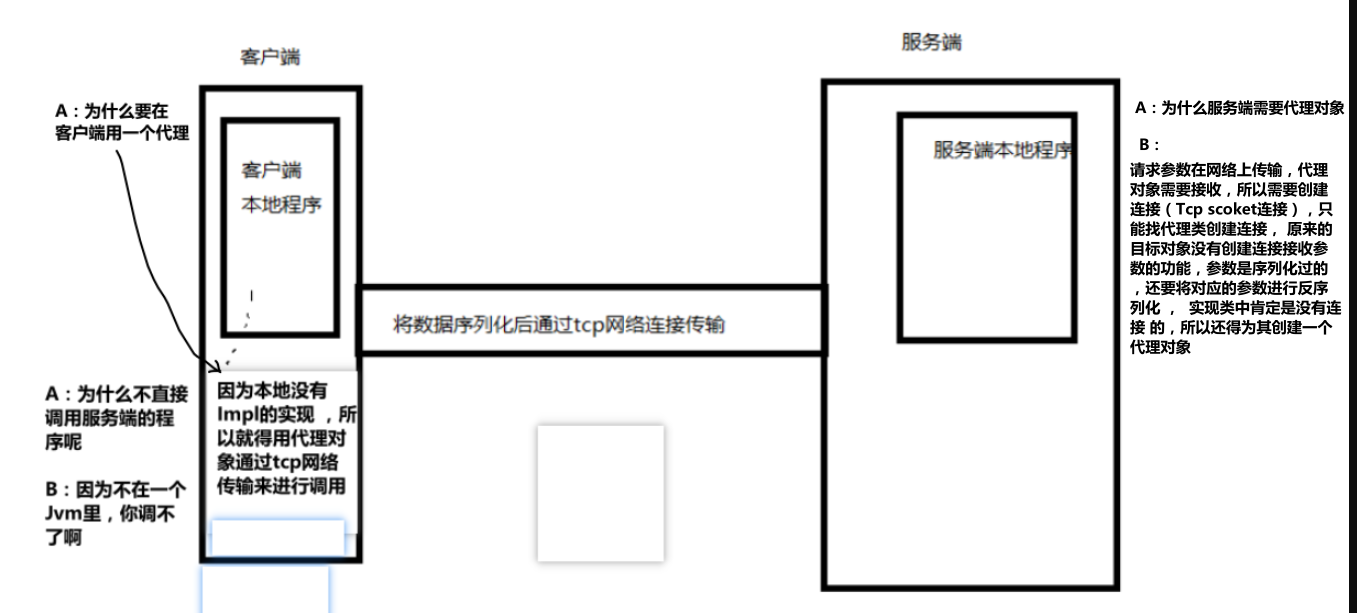 客户端
服务端
A：为什么要在
客户端用一个代理
客户端
本地程序
将数据序列化后通过tcp网络连接传输
因为本地没有
Impl的实现 ，所
以就得用代理对
象通过tcp网络
传输来进行调用
A：为什么不直接
调用服务端的程
序呢
B：因为不在一个
Jvm里，你调不
了啊
服务端本地程序
A：为什么服务端需要代理对象
B：
请求参数在网络上传输，代理
对象需要接收，所以需要创建
连接（Tcp scoket连接），只
能找代理类创建连接， 原来的
目标对象没有创建连接接收参
数的功能，参数是序列化过的
，还要将对应的参数进行反序
列化 ， 实现类中肯定是没有连
接 的，所以还得为其创建一个
代理对象